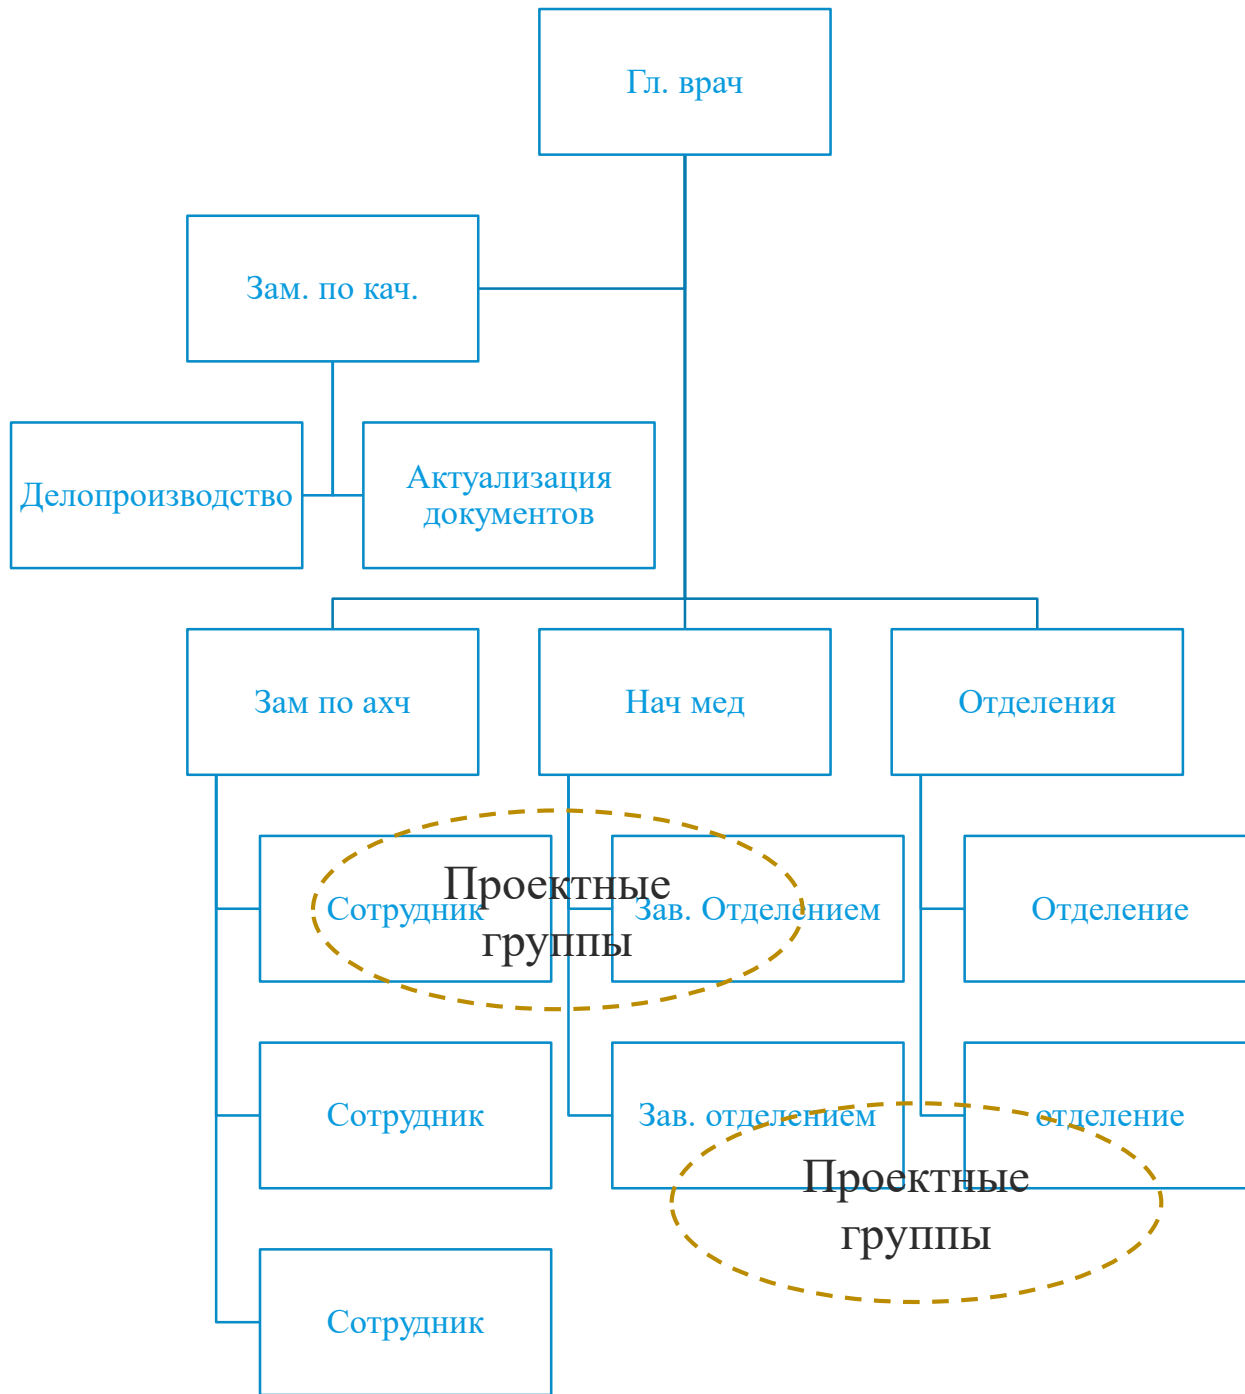 Гл. врач
Зам. по кач.
Делопроизводство
Актуализация
документов
Зам по ахч
Нач мед
Отделения
Сотрудник
Проектные
группы
Зав. Отделением
Отделение
Сотрудник
Зав. отделением
отделение
Проектные
группы
Сотрудник